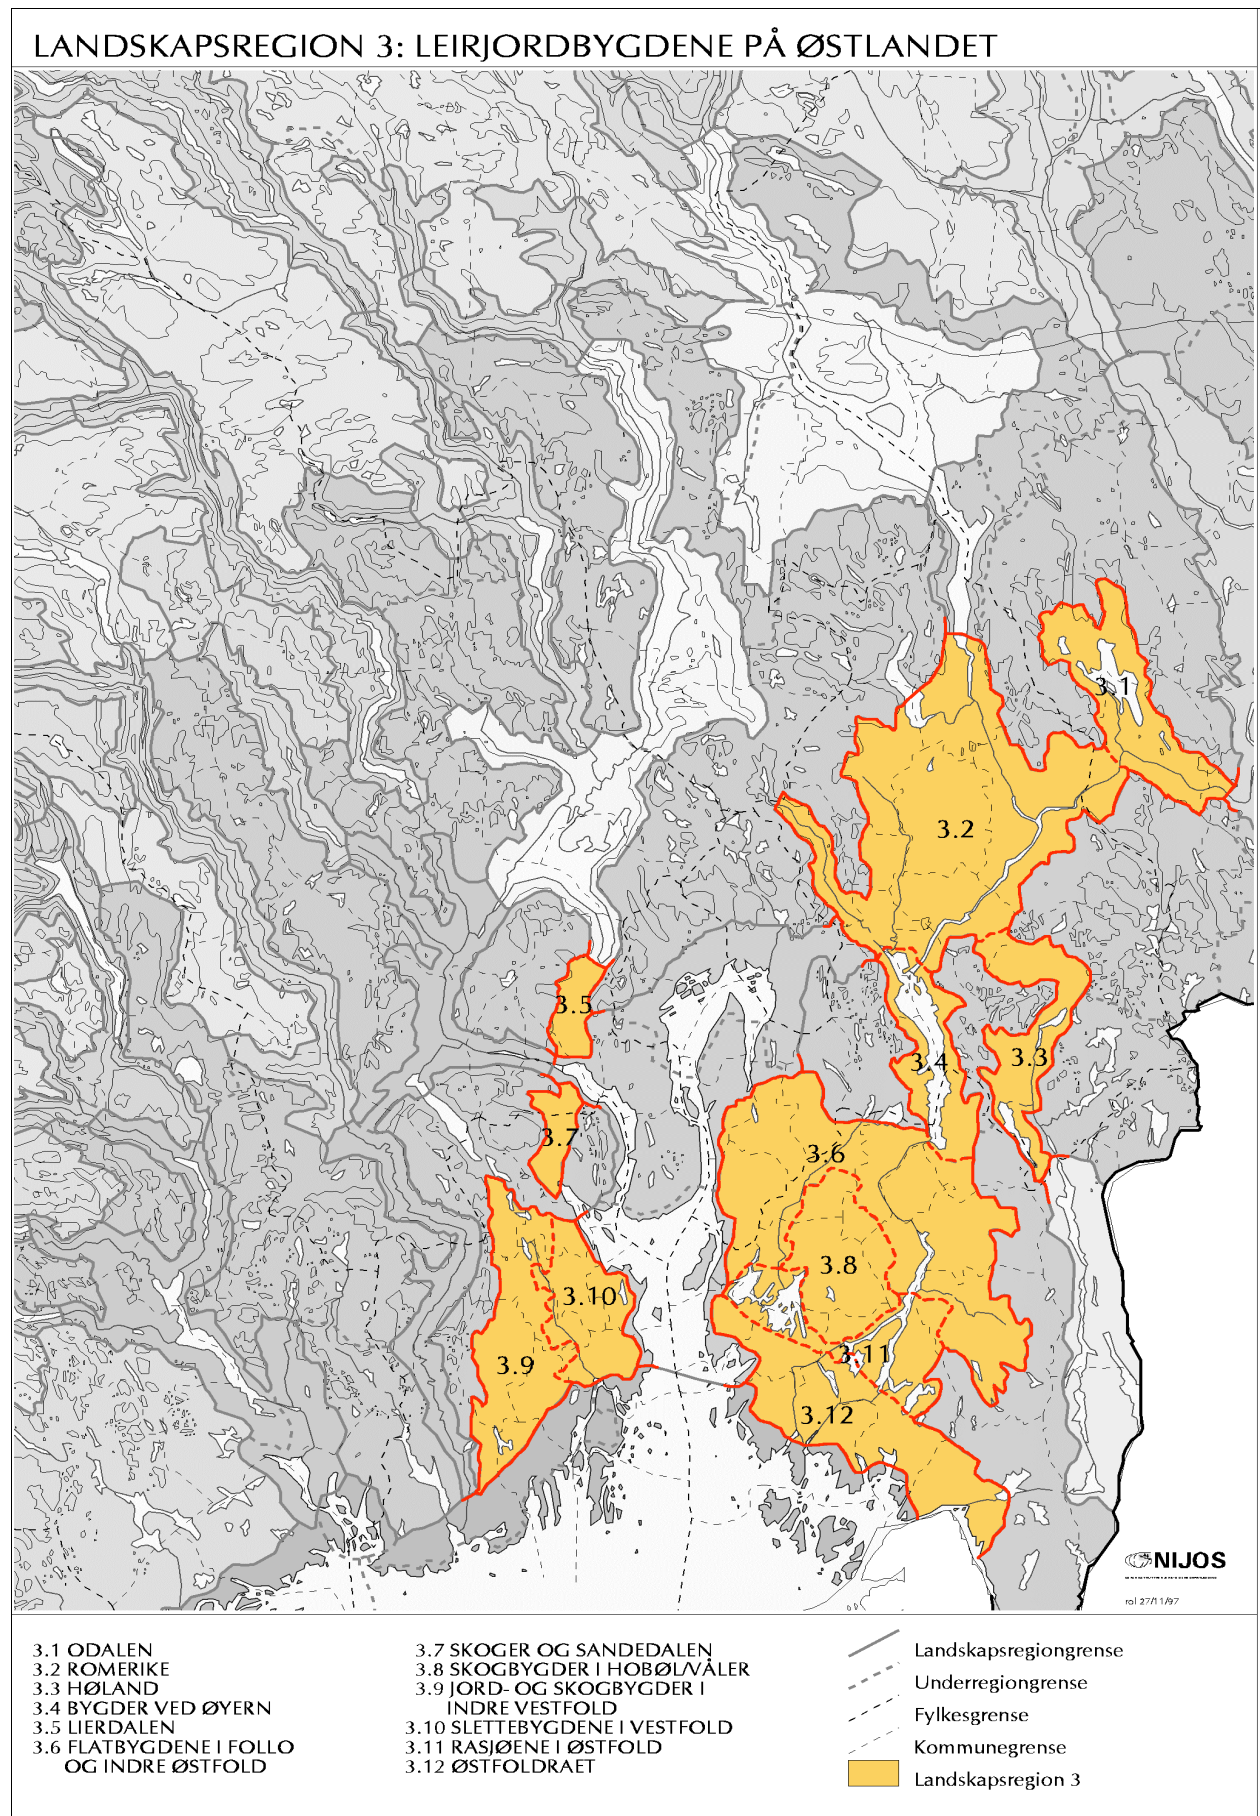 LANDSKAPSREGION 3: LEIRJORDBYGDENE PÅ ØSTLANDET
3.1
3.2
3.5
3.4
3.3
3.7
3.6
3.8
3.10
3.11
3.9
3.12
NIJOS
rol 27/11/97
3.1 ODALEN
3.2 ROMERIKE
3.3 HØLAND
3.4 BYGDER VED ØYERN
3.5 LIERDALEN
3.6 FLATBYGDENE I FOLLO
OG INDRE ØSTFOLD
3.7 SKOGER OG SANDEDALEN
3.8 SKOGBYGDER I HOBØL/VÅLER
3.9 JORD- OG SKOGBYGDER I
INDRE VESTFOLD
3.10 SLETTEBYGDENE I VESTFOLD
3.11 RASJØENE I ØSTFOLD
3.12 ØSTFOLDRAET
Landskapsregiongrense
Underregiongrense
Fylkesgrense
Kommunegrense
Landskapsregion 3